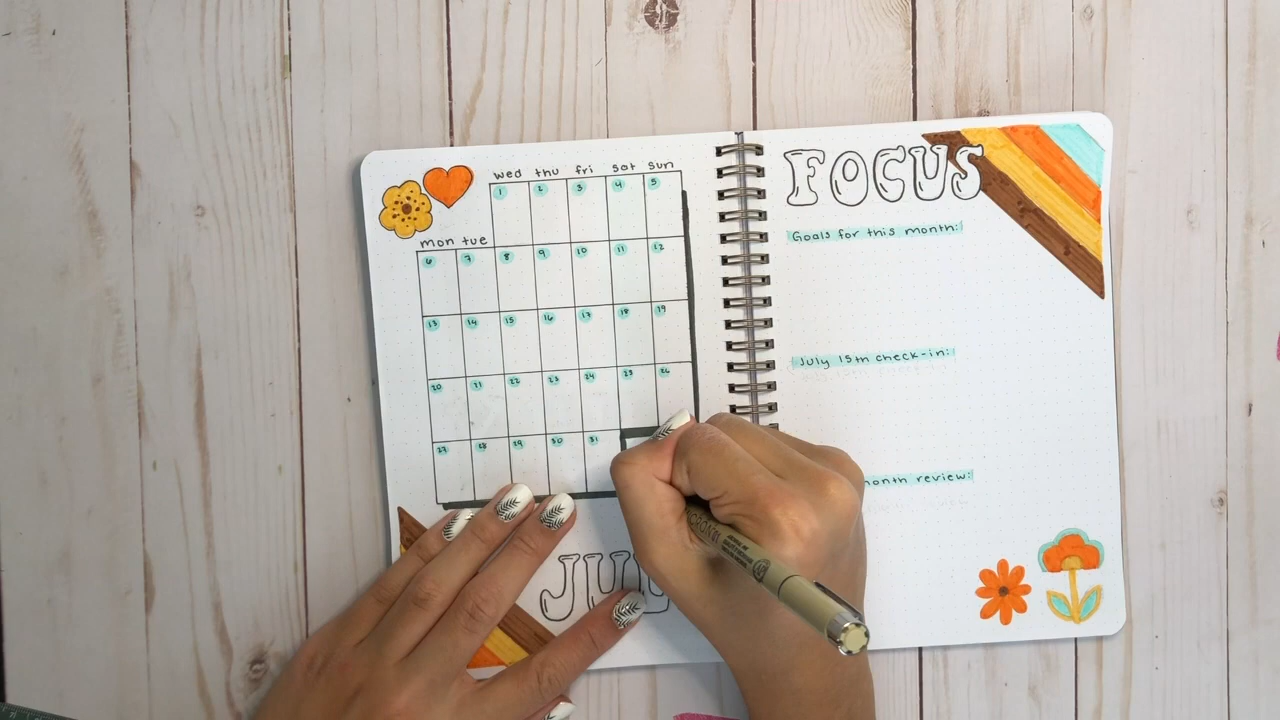 wed thu fri sat sun
1 2 3 4 5
mon tue
6 7 8 9 10 11 12
13 14 15 16 17 18 19
20 21 22 23 24 25 26
27 28 29 30 31
JUL
FOCUS
Goals for this month:
July 15th check-in:
month review: